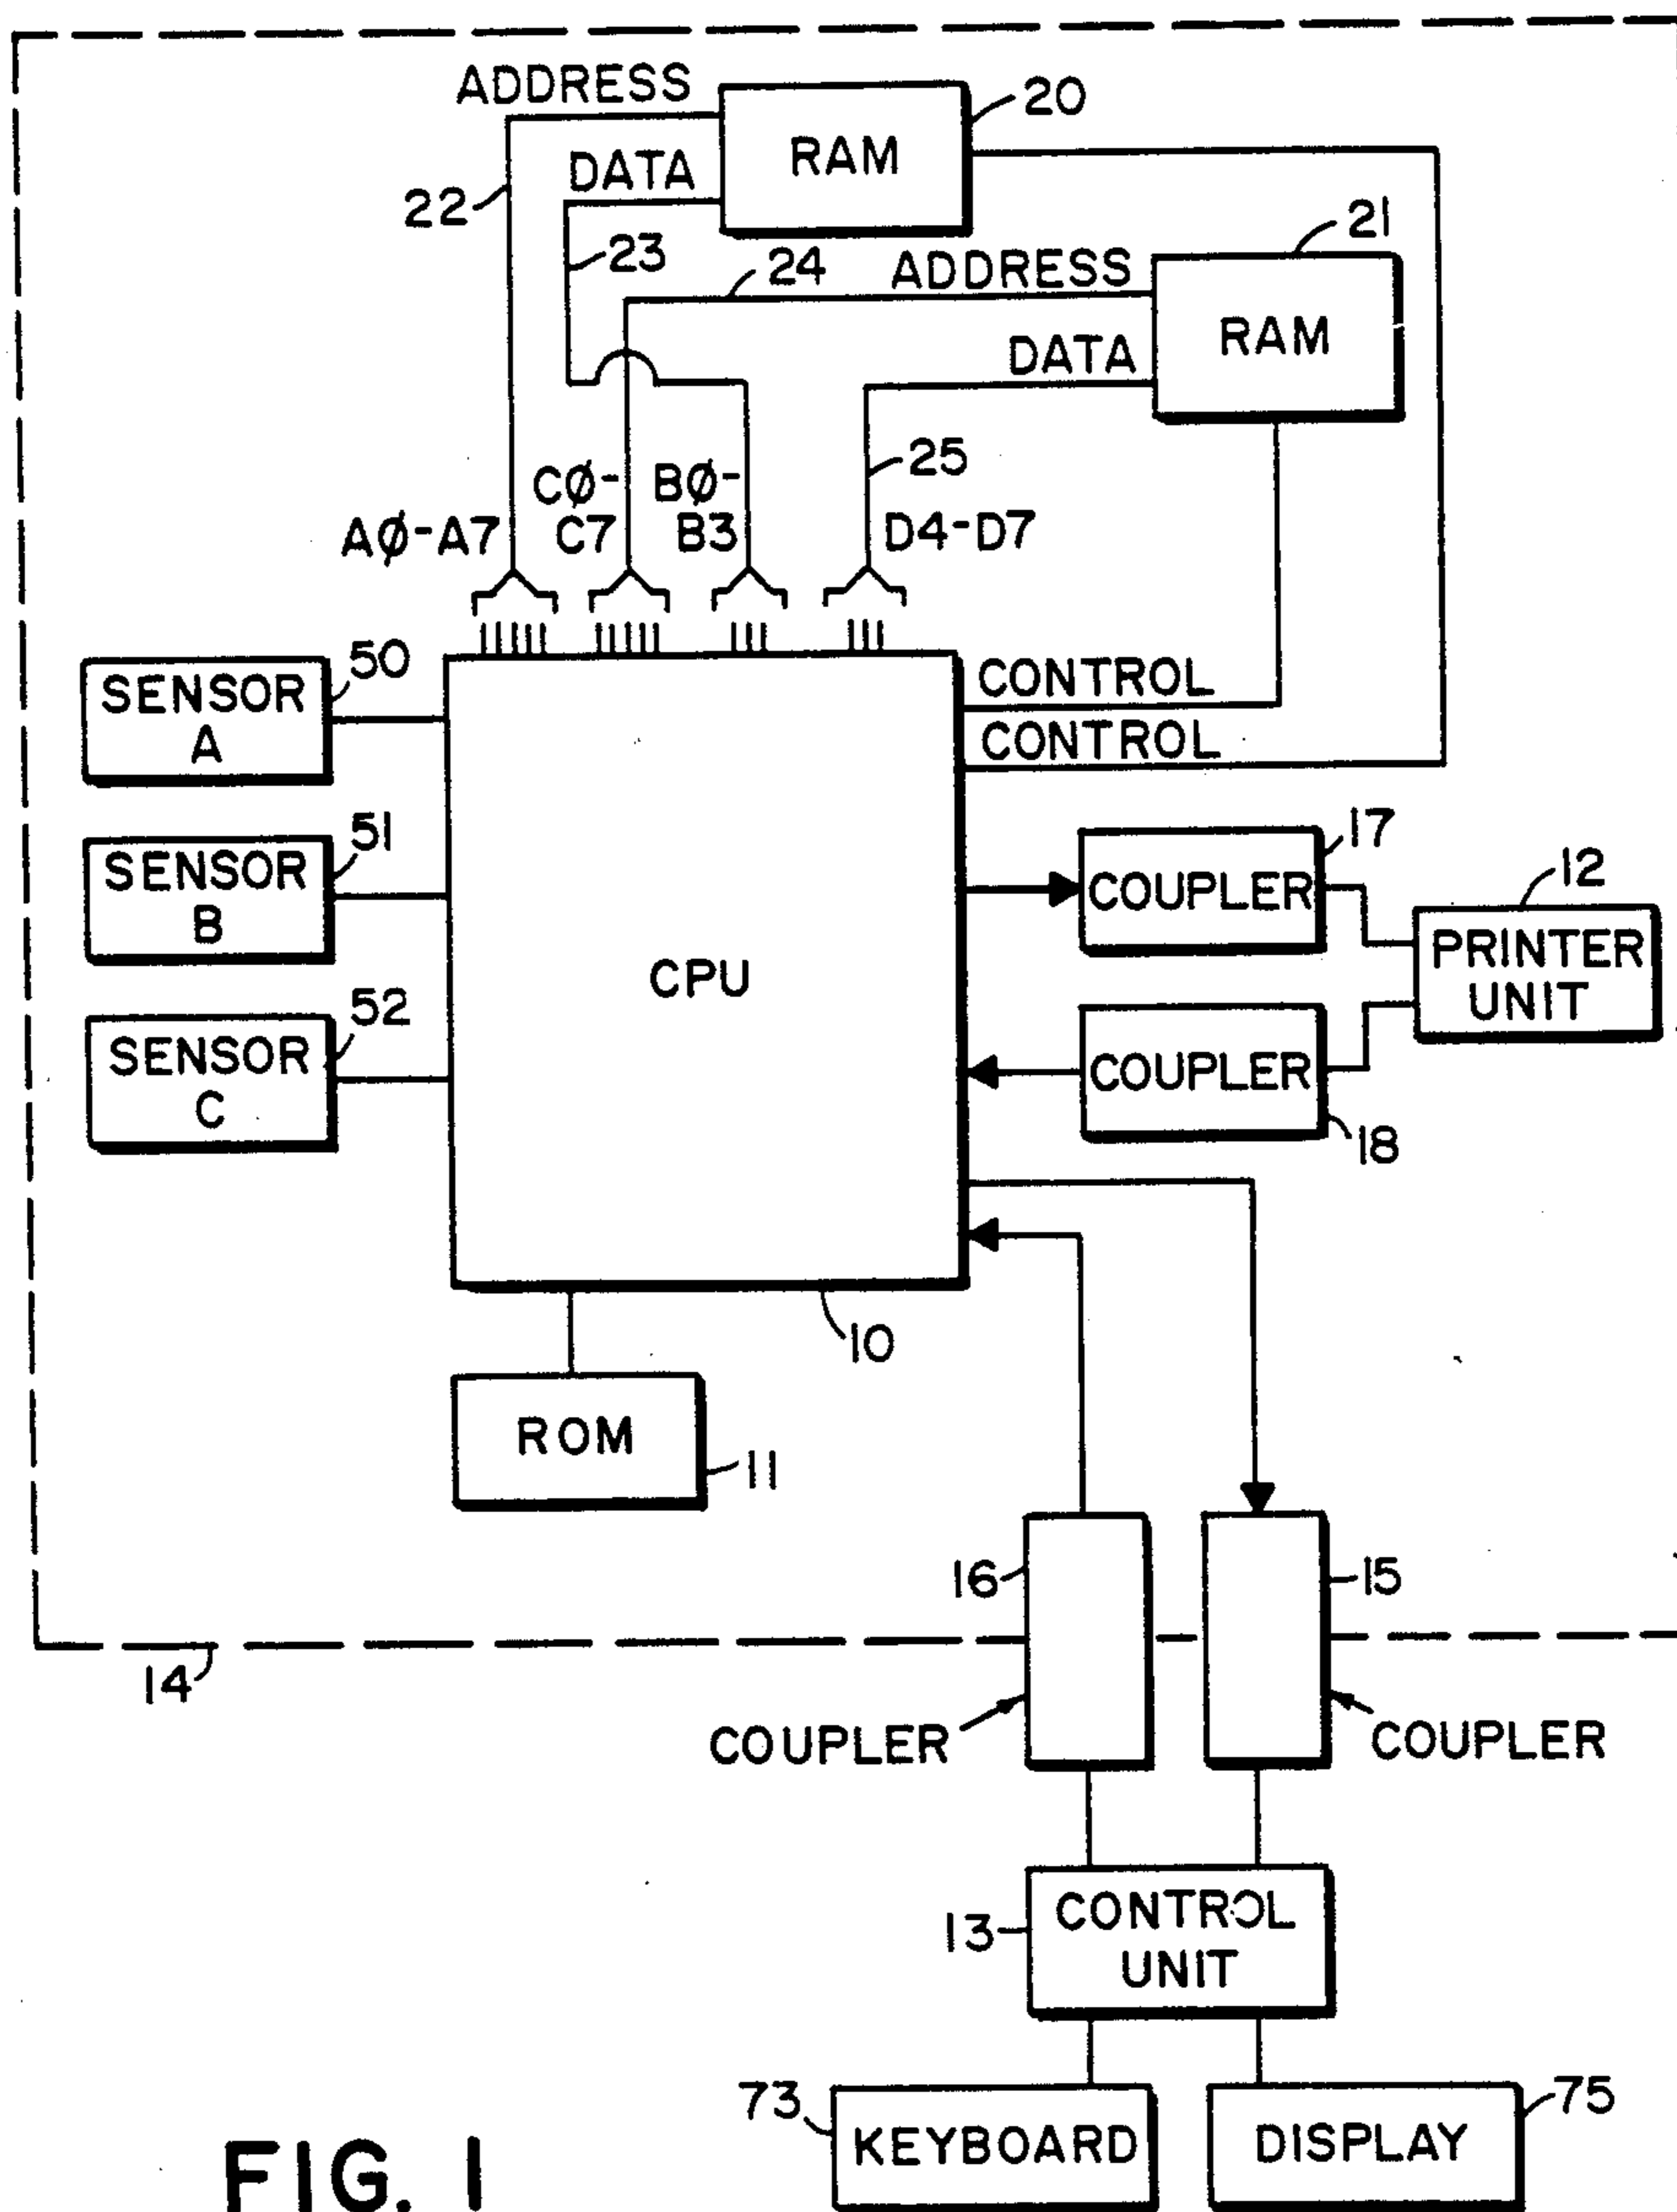 ADDRESS
20
RAM
DATA
22
21
23
24
ADDRESS
RAM
DATA
25
CØ-
C7
BØ-
B3
AØ-A7
D4-D7
50
SENSOR
A
CONTROL
CONTROL
51
SENSOR
B
17
COUPLER
12
PRINTER
UNIT
CPU
52
SENSOR
C
COUPLER
18
10
ROM
11
16
15
14
COUPLER
COUPLER
13
CONTROL
UNIT
73
KEYBOARD
75
DISPLAY
FIG. 1